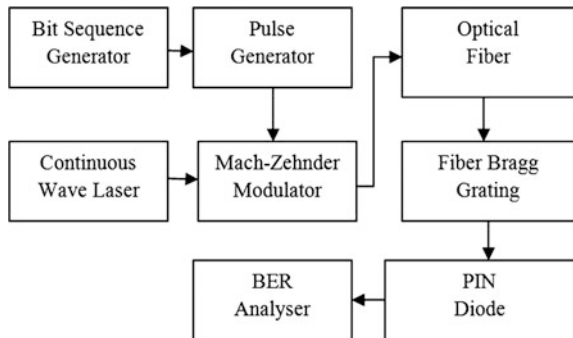 Bit Sequence
Generator
Pulse
Generator
Optical
Fiber
Continuous
Wave Laser
Mach-Zehnder
Modulator
Fiber Bragg
Grating
BER
Analyser
PIN
Diode